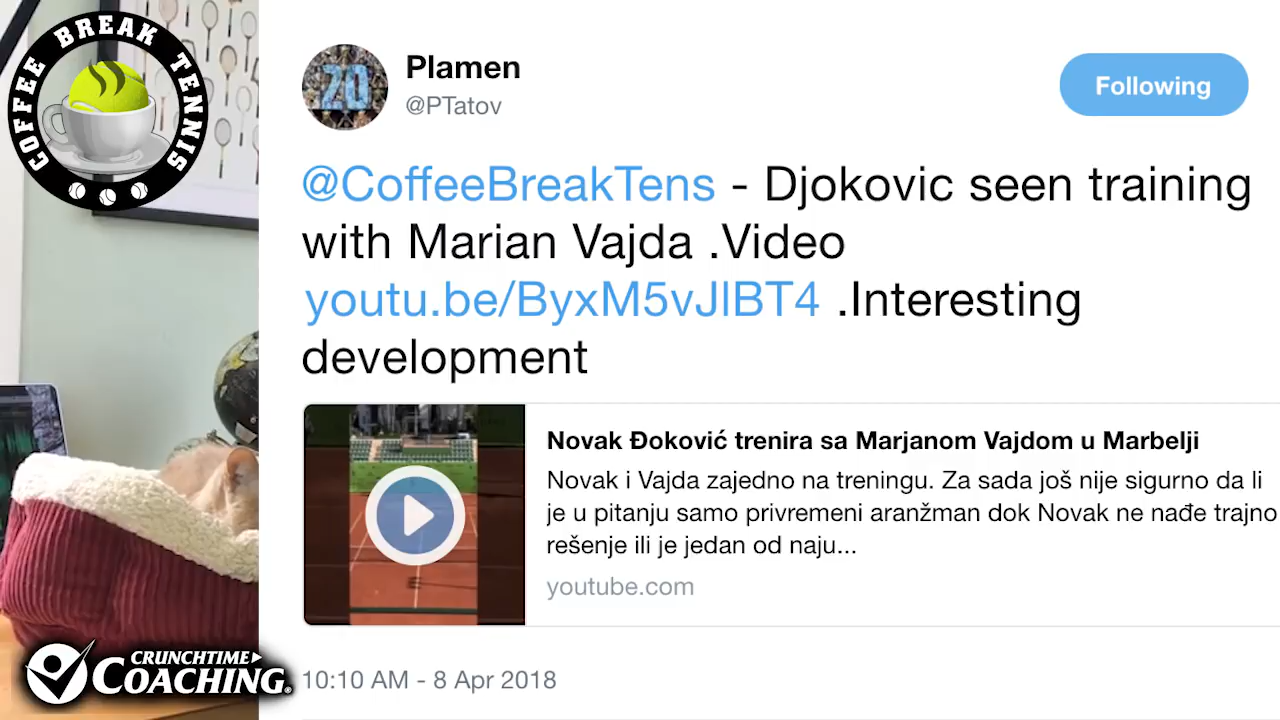 COFFEE BREAK TENNIS
Plamen
@PTatov
Following
@CoffeeBreakTens - Djokovic seen training
with Marian Vajda .Video
youtu.be/ByxM5vJIBT4 .Interesting
development
Novak Đoković trenira sa Marjanom Vajdom u Marbelji
Novak i Vajda zajedno na treningu. Za sada još nije sigurno da li
je u pitanju samo privremeni aranžman dok Novak ne nađe trajno
rešenje ili je jedan od naju...
youtube.com
CRUNCHTIME
COACHING.®
10:10 AM - 8 Apr 2018